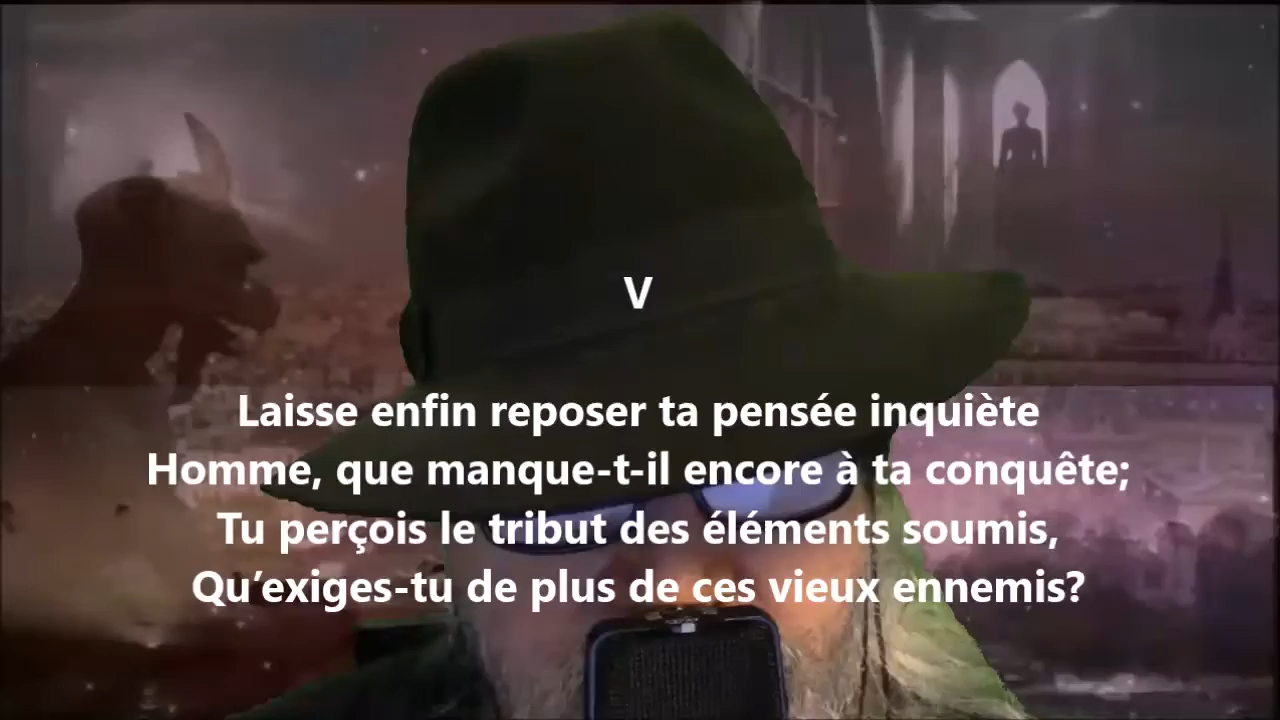 V
Laisse enfin reposer ta pensée inquiète
Homme, que manque-t-il encore à ta conquête;
Tu perçois le tribut des éléments soumis,
Qu’exiges-tu de plus de ces vieux ennemis?